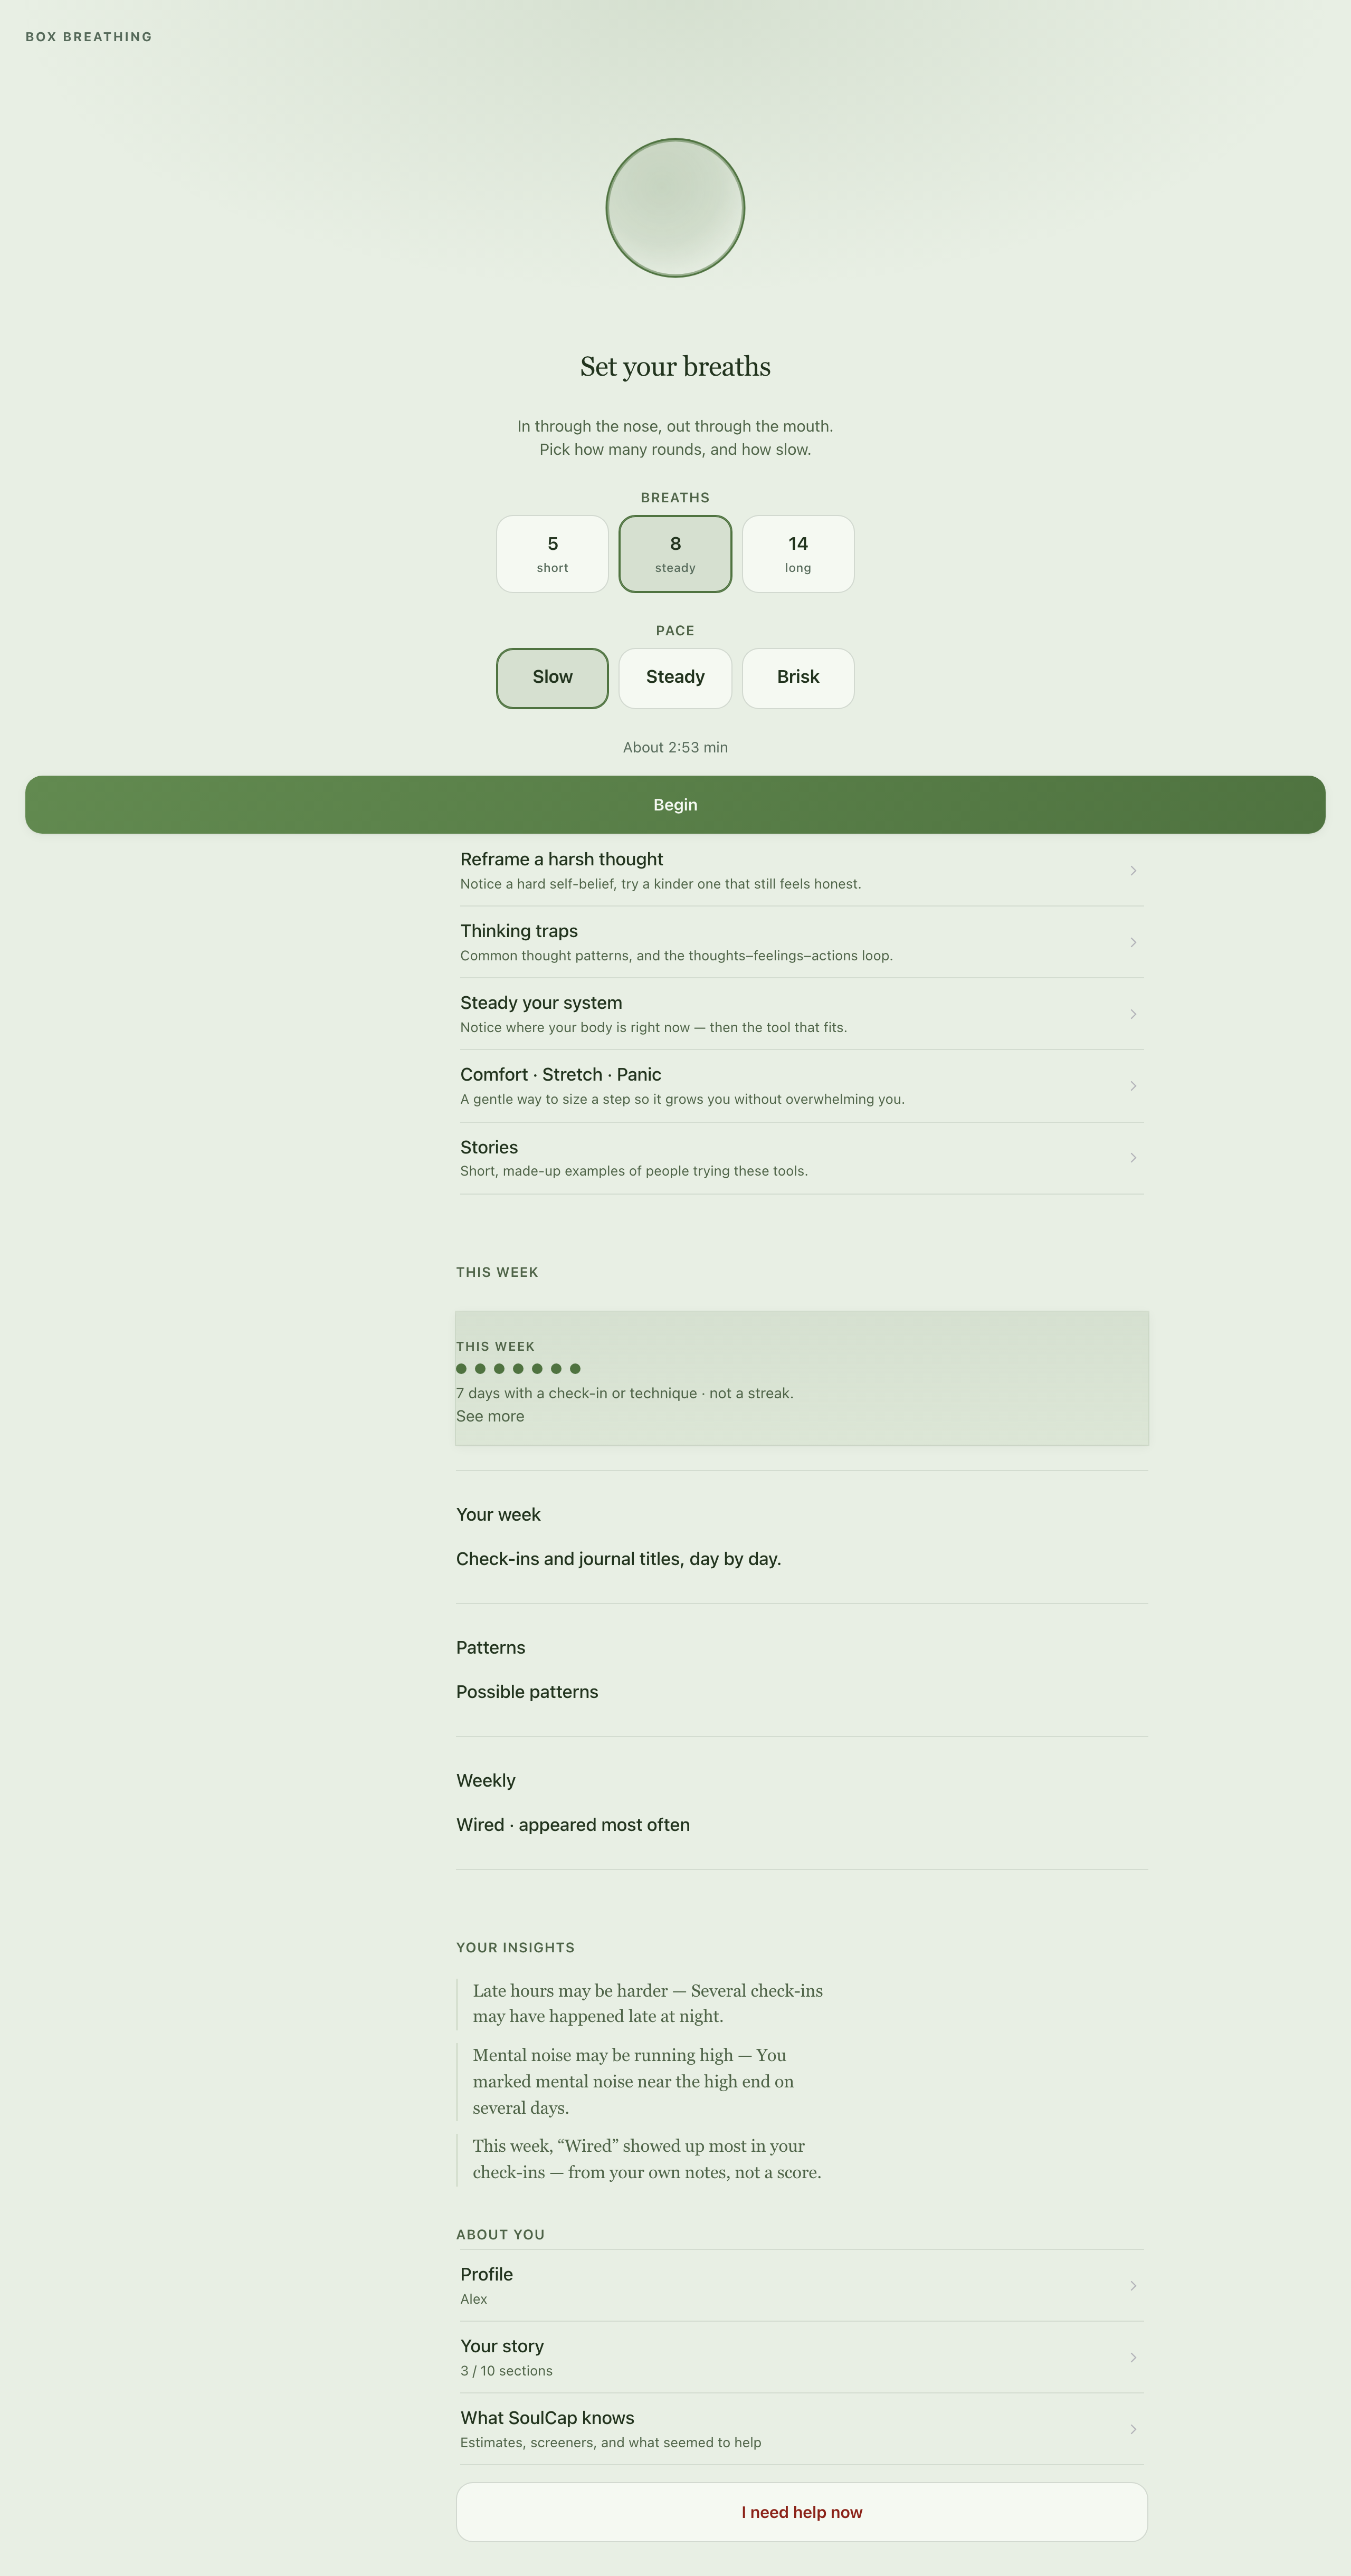 BOX BREATHING
Set your breaths
In through the nose, out through the mouth.
Pick how many rounds, and how slow.
BREATHS
5
short
8
steady
14
long
PACE
Slow
Steady
Brisk
About 2:53 min
Begin
Reframe a harsh thought
Notice a hard self-belief, try a kinder one that still feels honest.
Thinking traps
Common thought patterns, and the thoughts–feelings–actions loop.
Steady your system
Notice where your body is right now — then the tool that fits.
Comfort · Stretch · Panic
A gentle way to size a step so it grows you without overwhelming you.
Stories
Short, made-up examples of people trying these tools.
THIS WEEK
THIS WEEK
7 days with a check-in or technique · not a streak.
See more
Your week
Check-ins and journal titles, day by day.
Patterns
Possible patterns
Weekly
Wired · appeared most often
YOUR INSIGHTS
Late hours may be harder — Several check-ins
may have happened late at night.
Mental noise may be running high — You
marked mental noise near the high end on
several days.
This week, “Wired” showed up most in your
check-ins — from your own notes, not a score.
ABOUT YOU
Profile
Alex
Your story
3 / 10 sections
What SoulCap knows
Estimates, screeners, and what seemed to help
I need help now